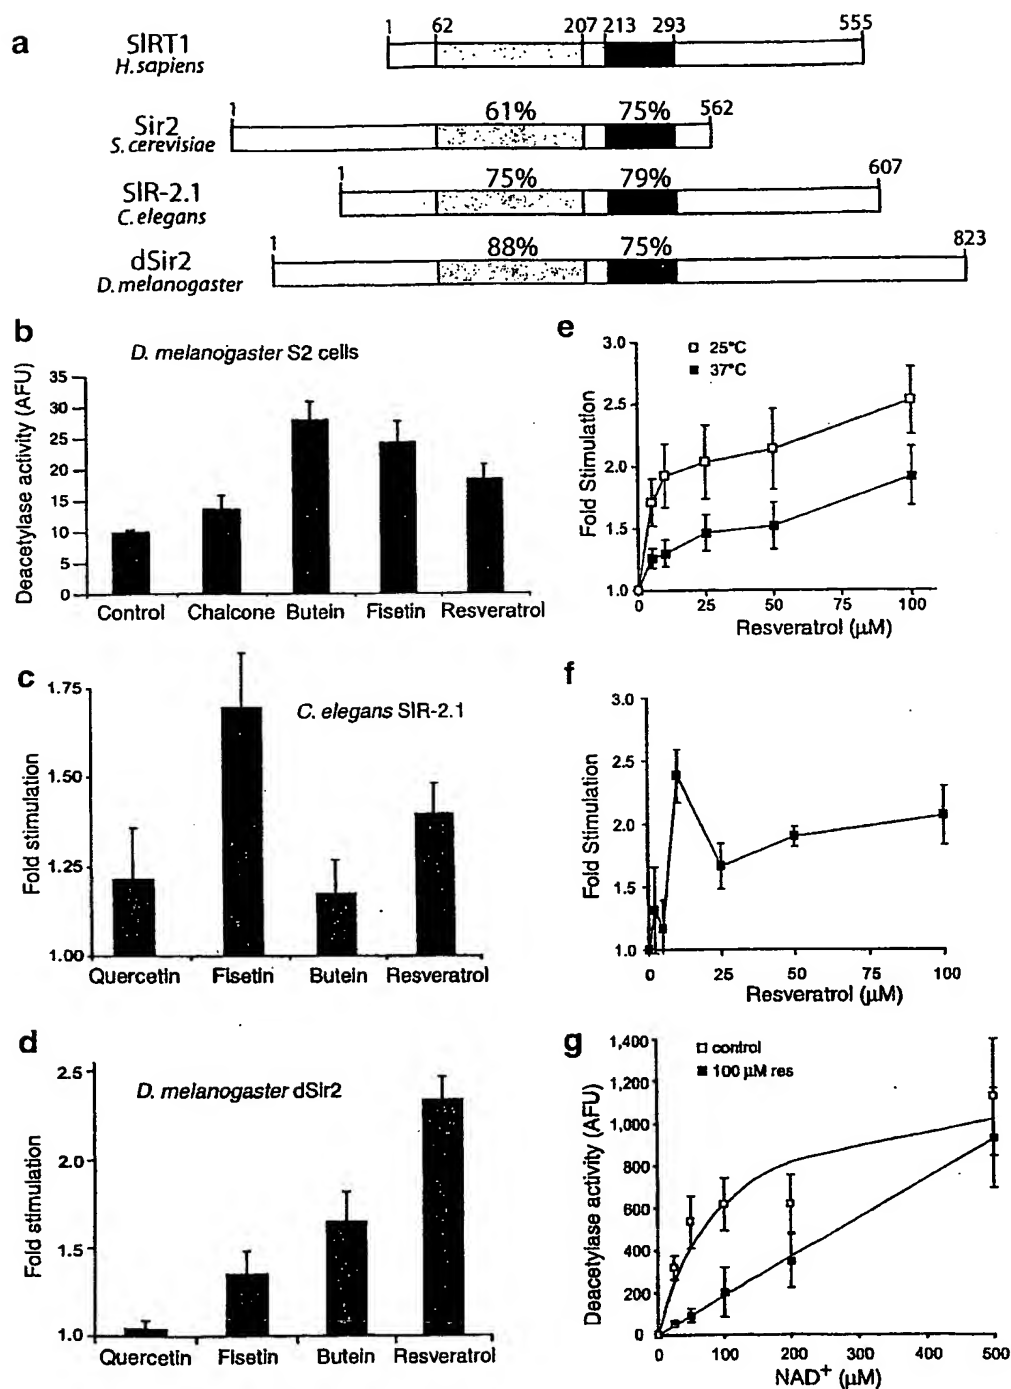 a
SIRT1
H.sapiens
1 62 207 213 293 555
Sir2
S. cerevisiae
1 61% 75% 562
SIR-2.1
C. elegans
1 75% 79% 607
dSir2
D. melanogaster
1 88% 75% 823
b
D. melanogaster S2 cells
Deacetylase activity (AFU)
35
30
25
20
15
10
5
0
Control Chalcone Butein Fisetin Resveratrol
e
25°C
37°C
Fold Stimulation
3.0
2.5
2.0
1.5
1.0
0 25 50 75 100
Resveratrol (μM)
c
C. elegans SIR-2.1
Fold stimulation
1.75
1.50
1.25
1.00
Quercetin Fisetin Butein Resveratrol
f
Fold Stimulation
3.0
2.5
2.0
1.5
1.0
0 25 50 75 100
Resveratrol (μM)
d
D. melanogaster dSir2
Fold stimulation
2.5
2.0
1.5
1.0
Quercetin Fisetin Butein Resveratrol
g
control
100 μM res
Deacetylase activity (AFU)
1,400
1,200
1,000
800
600
400
200
0
0 100 200 300 400 500
NAD+ (μM)